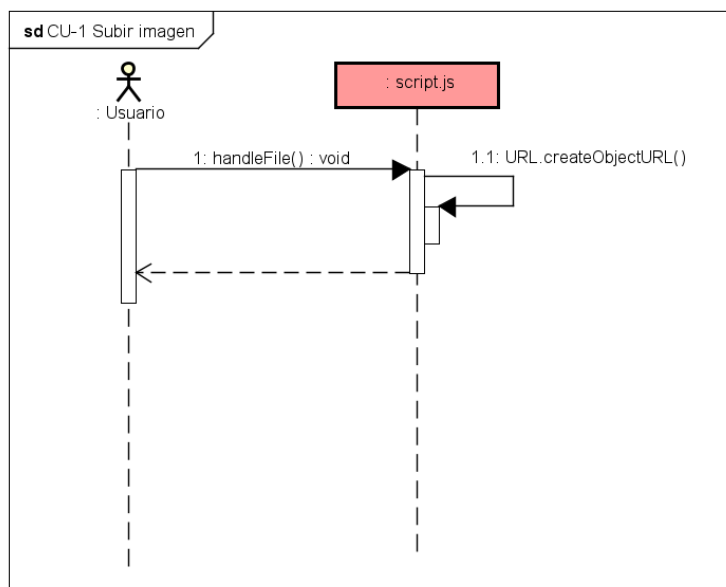 sd CU-1 Subir imagen
: Usuario
: script.js
1: handleFile() : void
1.1: URL.createObjectURL()